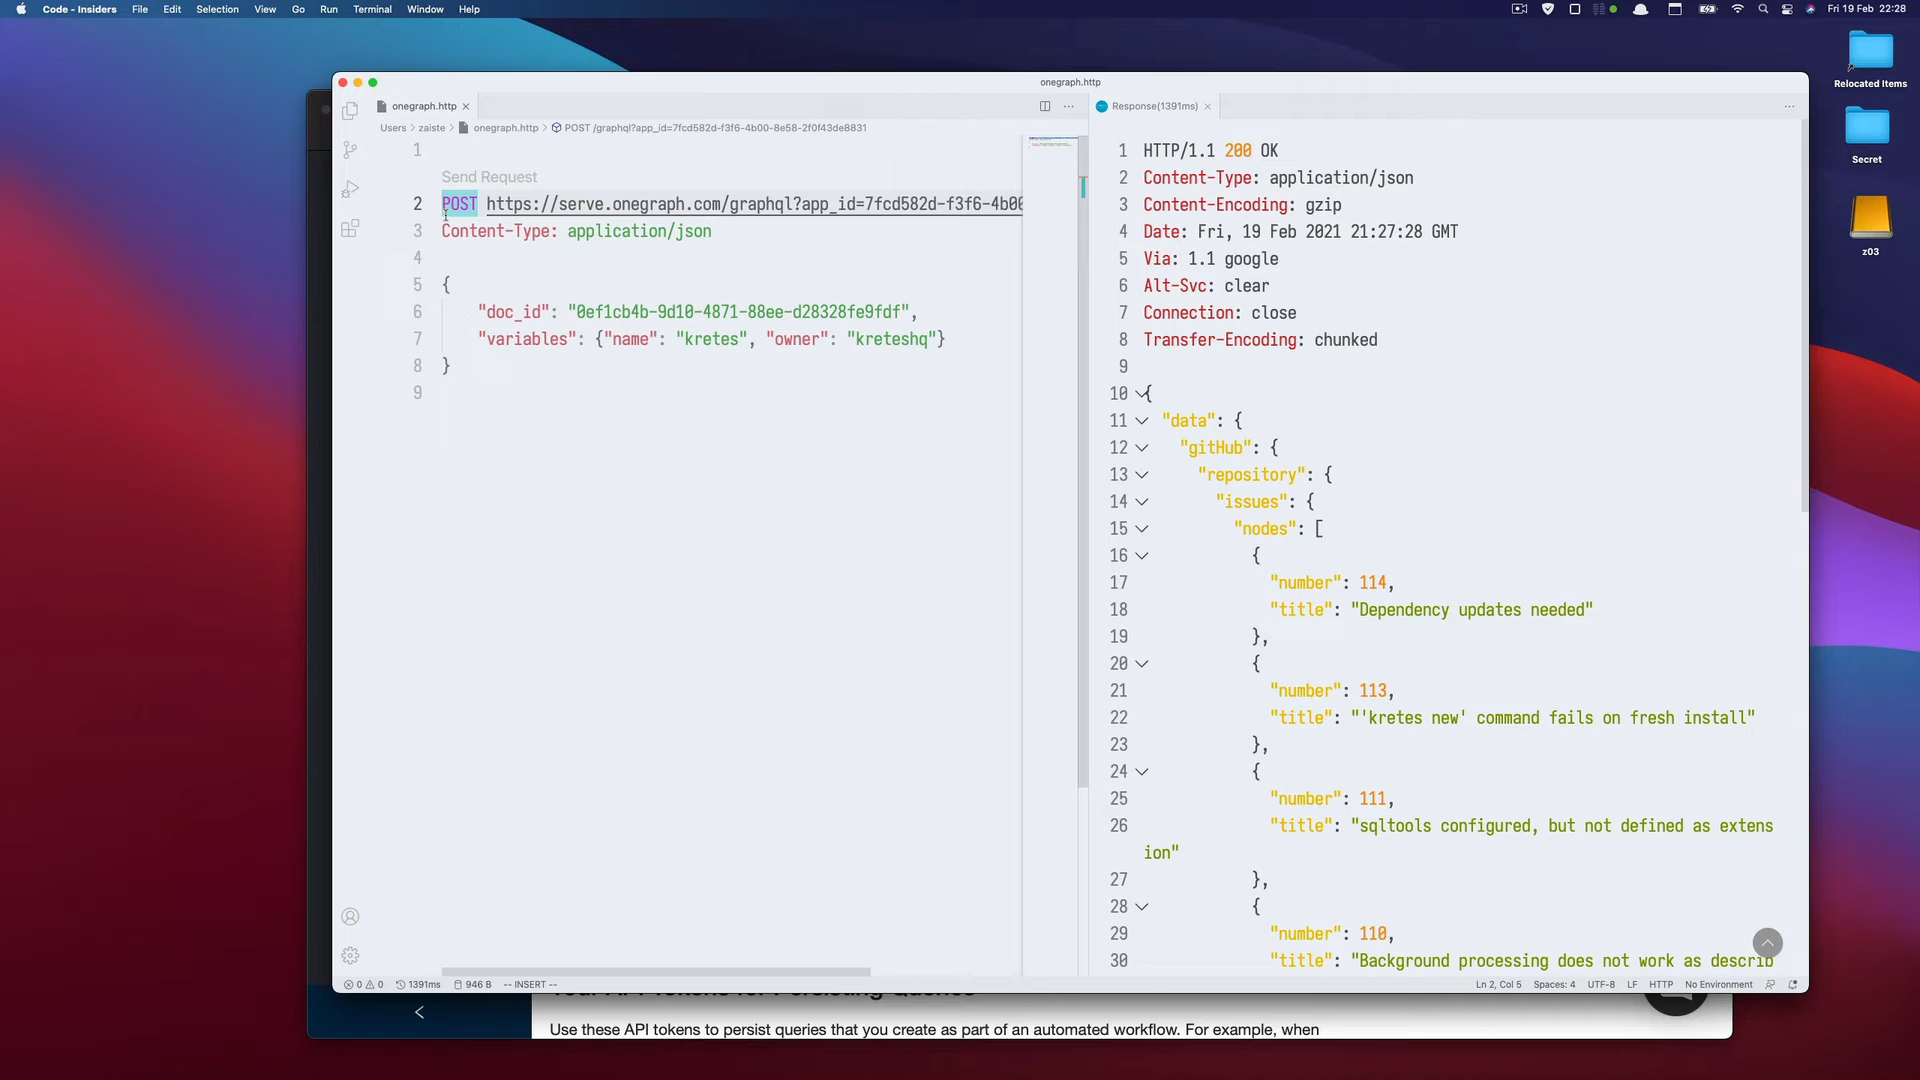 Code - Insiders File Edit Selection View Go Run Terminal Window Help
Fri 19 Feb 22:28
Relocated Items
Secret
z03
onegraph.http
onegraph.http
Users > zaiste > onegraph.http > POST /graphql?app_id=7fcd582d-f3f6-4b00-8e58-2f0f43de8831
1
Send Request
2 POST https://serve.onegraph.com/graphql?app_id=7fcd582d-f3f6-4b00
3 Content-Type: application/json
4
5 {
6 "doc_id": "0ef1cb4b-9d10-4871-88ee-d28328fe9fdf",
7 "variables": {"name": "kretes", "owner": "kreteshq"}
8 }
9
Response(1391ms)
1 HTTP/1.1 200 OK
2 Content-Type: application/json
3 Content-Encoding: gzip
4 Date: Fri, 19 Feb 2021 21:27:28 GMT
5 Via: 1.1 google
6 Alt-Svc: clear
7 Connection: close
8 Transfer-Encoding: chunked
9
10 {
11 "data": {
12 "gitHub": {
13 "repository": {
14 "issues": {
15 "nodes": [
16 {
17 "number": 114,
18 "title": "Dependency updates needed"
19 },
20 {
21 "number": 113,
22 "title": "'kretes new' command fails on fresh install"
23 },
24 {
25 "number": 111,
26 "title": "sqltools configured, but not defined as extens
ion"
27 },
28 {
29 "number": 110,
30 "title": "Background processing does not work as describ
0 0 1391ms 946 B -- INSERT --
Ln 2, Col 5 Spaces: 4 UTF-8 LF HTTP No Environment
Your API Tokens for Persisting Queries
Use these API tokens to persist queries that you create as part of an automated workflow. For example, when